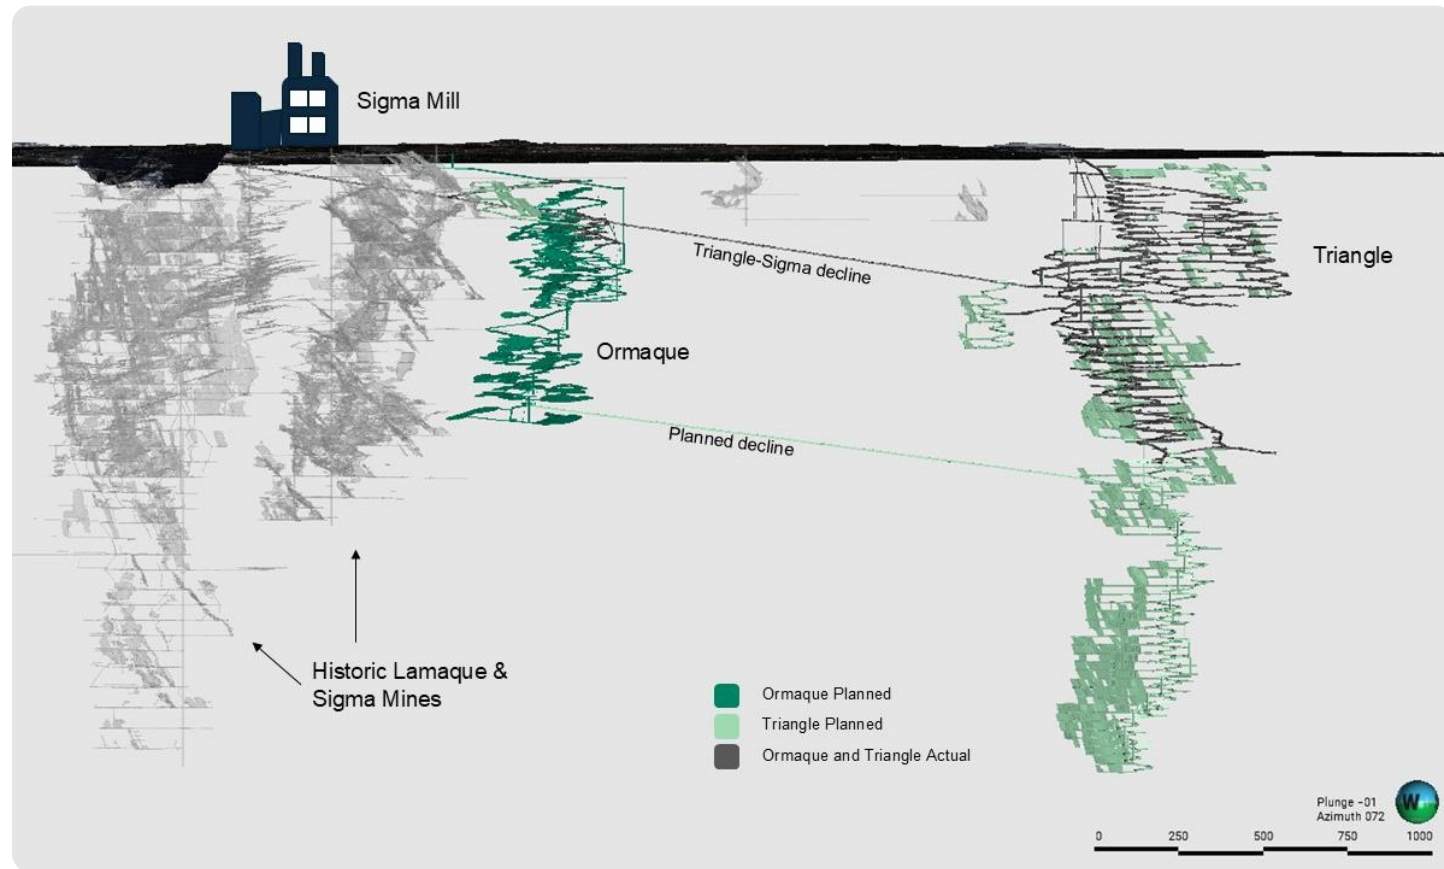 Sigma Mill
Triangle-Sigma decline
Triangle
Ormaque
Planned decline
Historic Lamaque &
Sigma Mines
Ormaque Planned
Triangle Planned
Ormaque and Triangle Actual
Plunge -01
Azimuth 072
W
0 250 500 750 1000